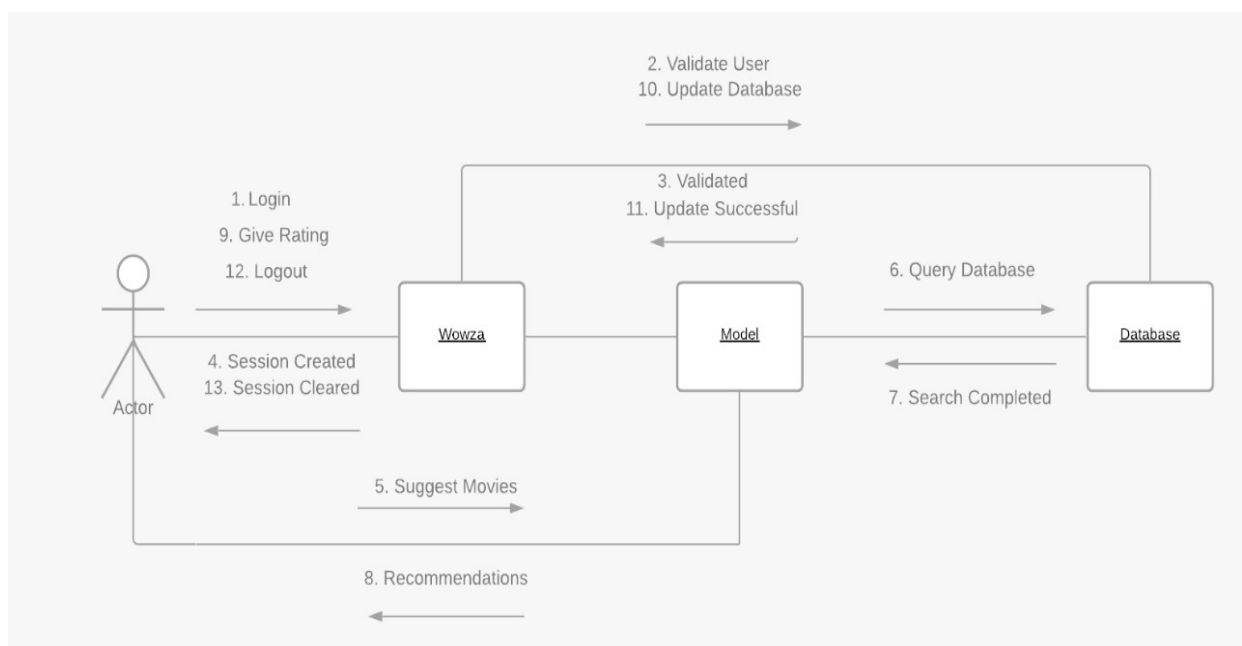 2. Validate User
10. Update Database
3. Validated
11. Update Successful
1. Login
9. Give Rating
12. Logout
6. Query Database
Wowza
Model
Database
4. Session Created
13. Session Cleared
7. Search Completed
Actor
5. Suggest Movies
8. Recommendations